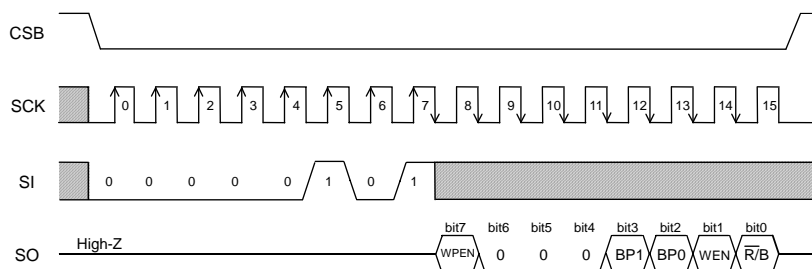 CSB
SCK 0 1 2 3 4 5 6 7 8 9 10 11 12 13 14 15
SI 0 0 0 0 0 1 0 1
bit7 bit6 bit5 bit4 bit3 bit2 bit1 bit0
SO High-Z WPEN 0 0 0 BP1 BP0 WEN R̅/B